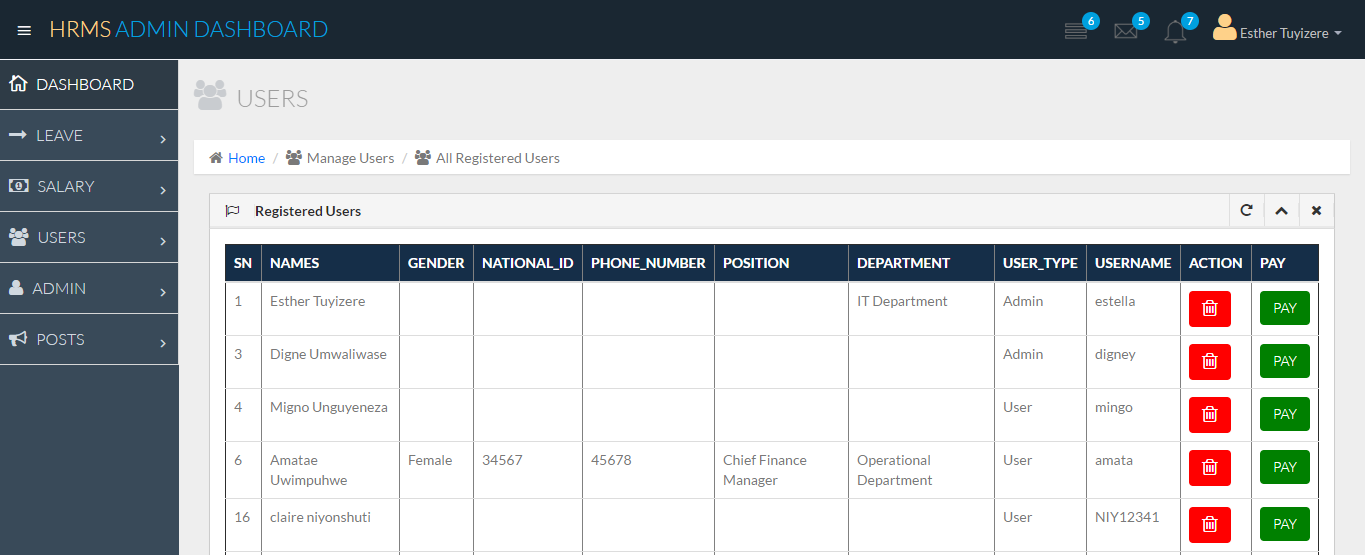 HRMS ADMIN DASHBOARD
6 5 7 Esther Tuyizere
DASHBOARD
LEAVE
SALARY
USERS
ADMIN
POSTS
USERS
Home / Manage Users / All Registered Users
Registered Users
SN NAMES GENDER NATIONAL_ID PHONE_NUMBER POSITION DEPARTMENT USER_TYPE USERNAME ACTION PAY
1 Esther Tuyizere IT Department Admin estella PAY
3 Digne Umwaliwase Admin digney PAY
4 Migno Unguyeneza User mingo PAY
6 Amatae Female 34567 45678 Chief Finance Operational User amata PAY
Uwimpuhwe Manager Department
16 claire niyonshuti User NIY12341 PAY